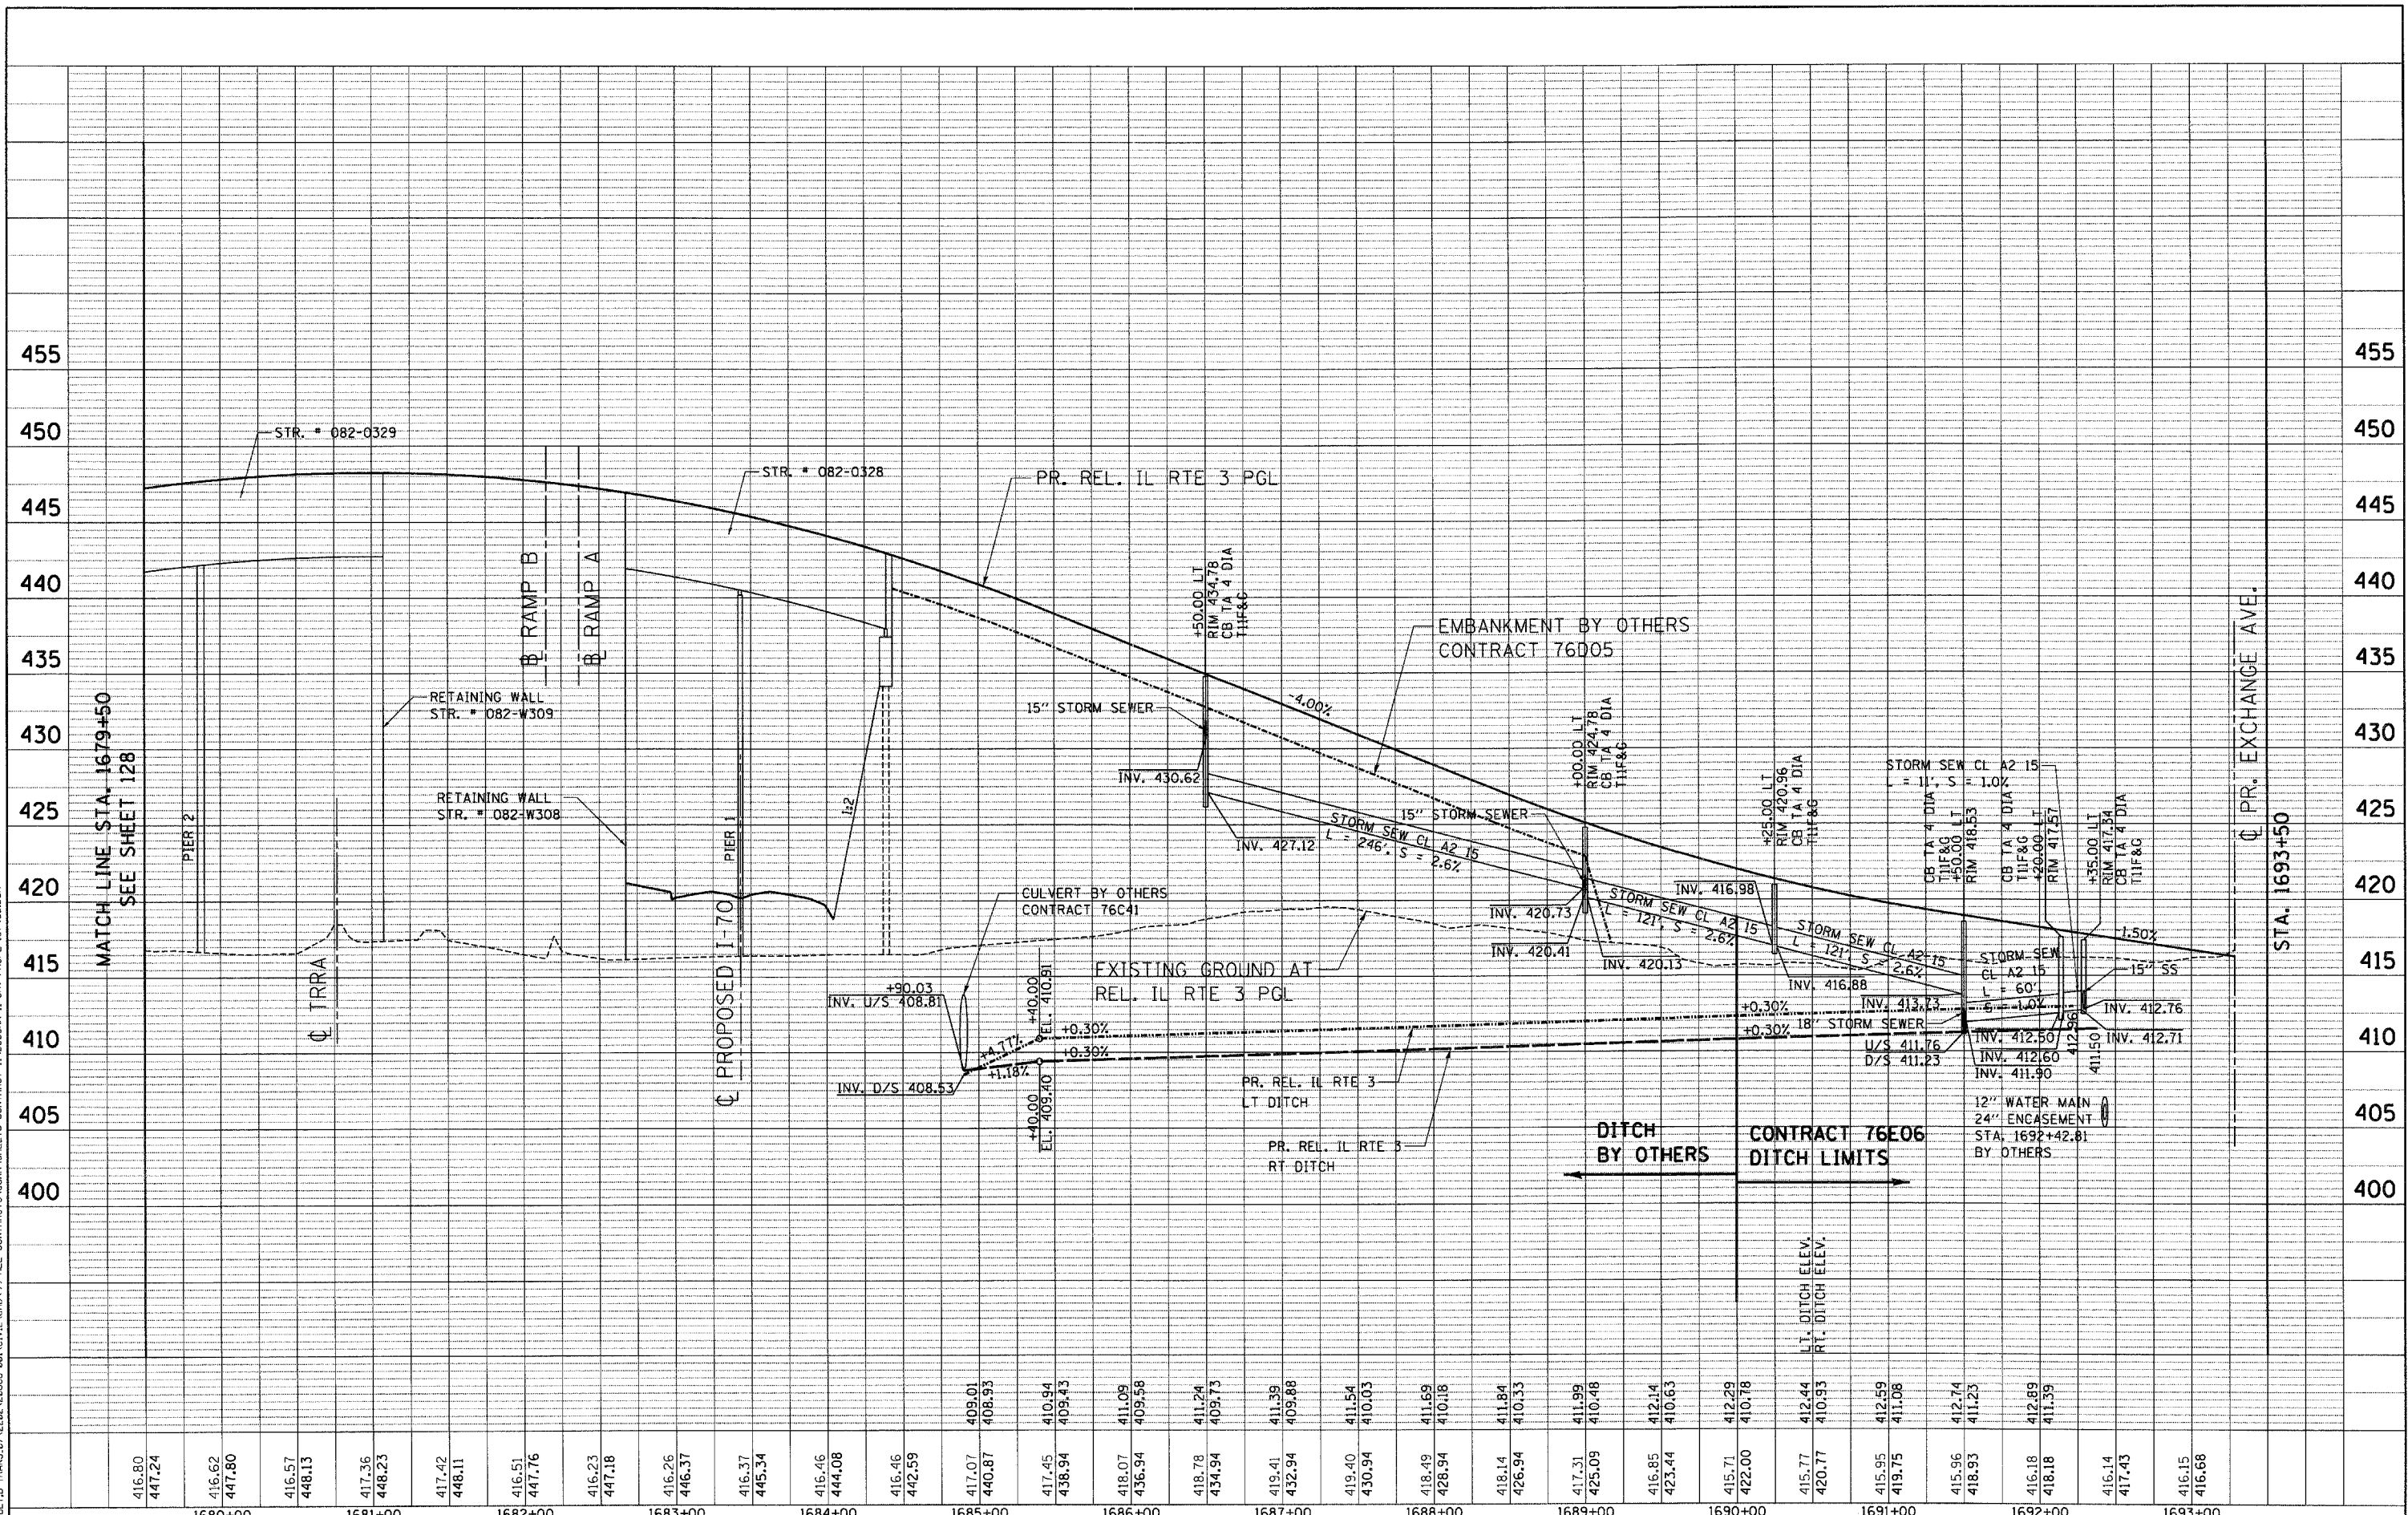 455
450
445
440
435
430
425
420
415
410
405
400
455
450
445
440
435
430
425
420
415
410
405
400
MATCH LINE STA. 1679+50
SEE SHEET 128
STR. # 082-0329
PIER 2
RETAINING WALL
STR. # 082-W309
RETAINING WALL
STR. # 082-W308
℄ TRRA
B RAMP B
B RAMP A
STR. # 082-0328
PIER 1
℄ PROPOSED I-70
1:2
PR. REL. IL RTE 3 PGL
+50.00 LT
RIM 434.78
CB TA 4 DIA
T11F&G
15" STORM SEWER
INV. 430.62
INV. 427.12
STORM SEW CL A2 15
L = 246', S = 2.6%
EMBANKMENT BY OTHERS
CONTRACT 76D05
-4.00%
15" STORM SEWER
+00.00 LT
RIM 424.78
CB TA 4 DIA
T11F&G
INV. 420.73
INV. 420.41
INV. 420.13
STORM SEW CL A2 15
L = 121', S = 2.6%
+25.00 LT
RIM 420.96
CB TA 4 DIA
T11F&G
INV. 416.98
INV. 416.88
STORM SEW CL A2 15
L = 121', S = 2.6%
STORM SEW CL A2 15
L = 11', S = 1.0%
CB TA 4 DIA
T11F&G
+50.00 LT
RIM 418.53
CB TA 4 DIA
T11F&G
+20.00 LT
RIM 417.57
+35.00 LT
RIM 417.34
CB TA 4 DIA
T11F&G
-1.50%
℄ PR. EXCHANGE AVE.
STA. 1693+50
STORM SEW
CL A2 15
L = 60'
S = 1.0%
15" SS
INV. 412.76
INV. 412.71
INV. 413.73
18" STORM SEWER
U/S 411.76
D/S 411.23
INV. 412.50
INV. 412.60
INV. 411.90
412.96
411.50
12" WATER MAIN
24" ENCASEMENT
STA. 1692+42.81
BY OTHERS
CULVERT BY OTHERS
CONTRACT 76C41
EXISTING GROUND AT
REL. IL RTE 3 PGL
+90.03
INV. U/S 408.81
INV. D/S 408.53
+40.00
EL. 410.91
+40.00
EL. 409.40
+4.77%
+1.18%
+0.30%
+0.30%
+0.30%
+0.30%
PR. REL. IL RTE 3
LT DITCH
PR. REL. IL RTE 3
RT DITCH
DITCH
BY OTHERS
CONTRACT 76E06
DITCH LIMITS
LT. DITCH ELEV.
RT. DITCH ELEV.
409.01
408.93
410.94
409.43
411.09
409.58
411.24
409.73
411.39
409.88
411.54
410.03
411.69
410.18
411.84
410.33
411.99
410.48
412.14
410.63
412.29
410.78
412.44
410.93
412.59
411.08
412.74
411.23
412.89
411.39
416.80
447.24
416.62
447.80
416.57
448.13
417.36
448.23
417.42
448.11
416.51
447.76
416.23
447.18
416.26
446.37
416.37
445.34
416.46
444.08
416.46
442.59
417.07
440.87
417.45
438.94
418.07
436.94
418.78
434.94
419.41
432.94
419.40
430.94
418.49
428.94
418.14
426.94
417.31
425.09
416.85
423.44
415.71
422.00
415.77
420.77
415.95
419.75
415.96
418.93
416.18
418.18
416.14
417.43
416.15
416.68
1680+00
1681+00
1682+00
1683+00
1684+00
1685+00
1686+00
1687+00
1688+00
1689+00
1690+00
1691+00
1692+00
1693+00